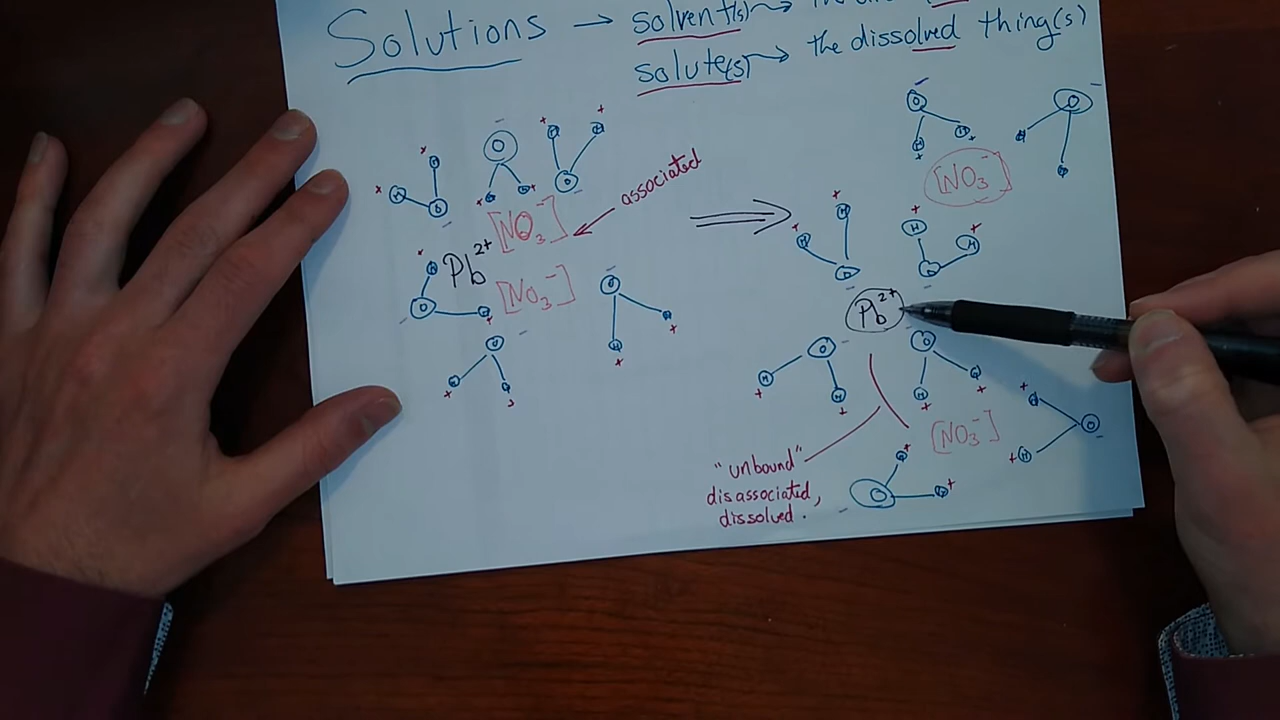 Solutions → solvent(s) →
solute(s) → the dissolved thing(s)
associated
[NO₃⁻]
Pb²⁺
[NO₃⁻]
[NO₃⁻]
Pb²⁺
[NO₃⁻]
"unbound"
disassociated,
dissolved.